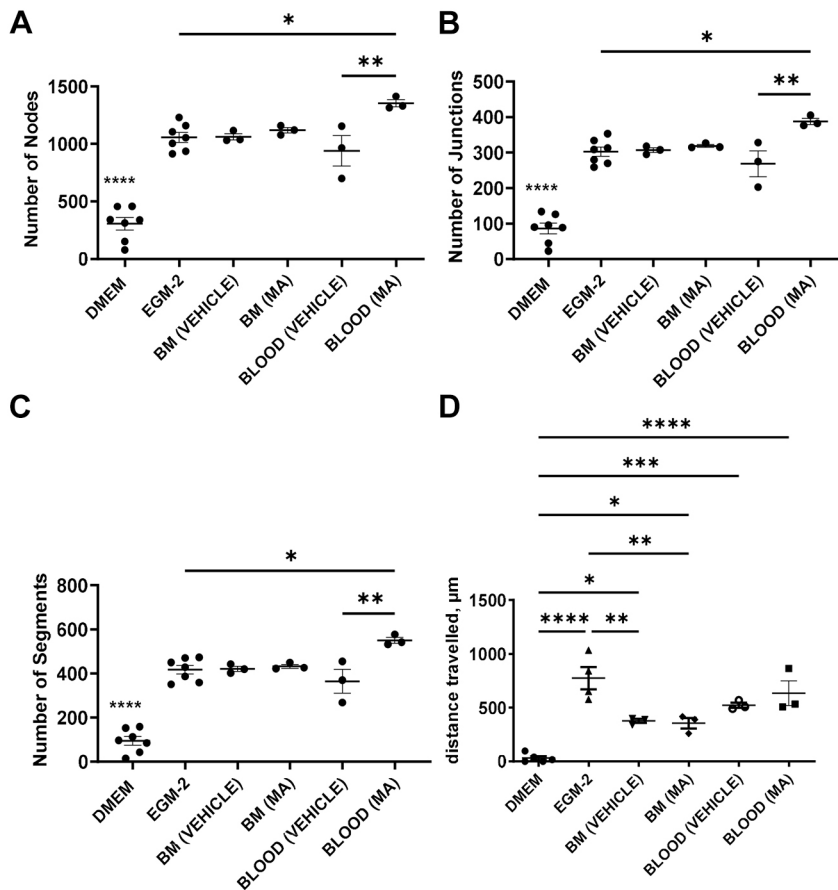 A
*
**
1500
1000
500
0
Number of Nodes
****
DMEM
EGM-2
BM (VEHICLE)
BM (MA)
BLOOD (VEHICLE)
BLOOD (MA)
B
*
**
500
400
300
200
100
0
Number of Junctions
****
DMEM
EGM-2
BM (VEHICLE)
BM (MA)
BLOOD (VEHICLE)
BLOOD (MA)
C
*
**
800
600
400
200
0
Number of Segments
****
DMEM
EGM-2
BM (VEHICLE)
BM (MA)
BLOOD (VEHICLE)
BLOOD (MA)
D
****
***
*
**
*
**** **
1500
1000
500
0
distance travelled, µm
DMEM
EGM-2
BM (VEHICLE)
BM (MA)
BLOOD (VEHICLE)
BLOOD (MA)